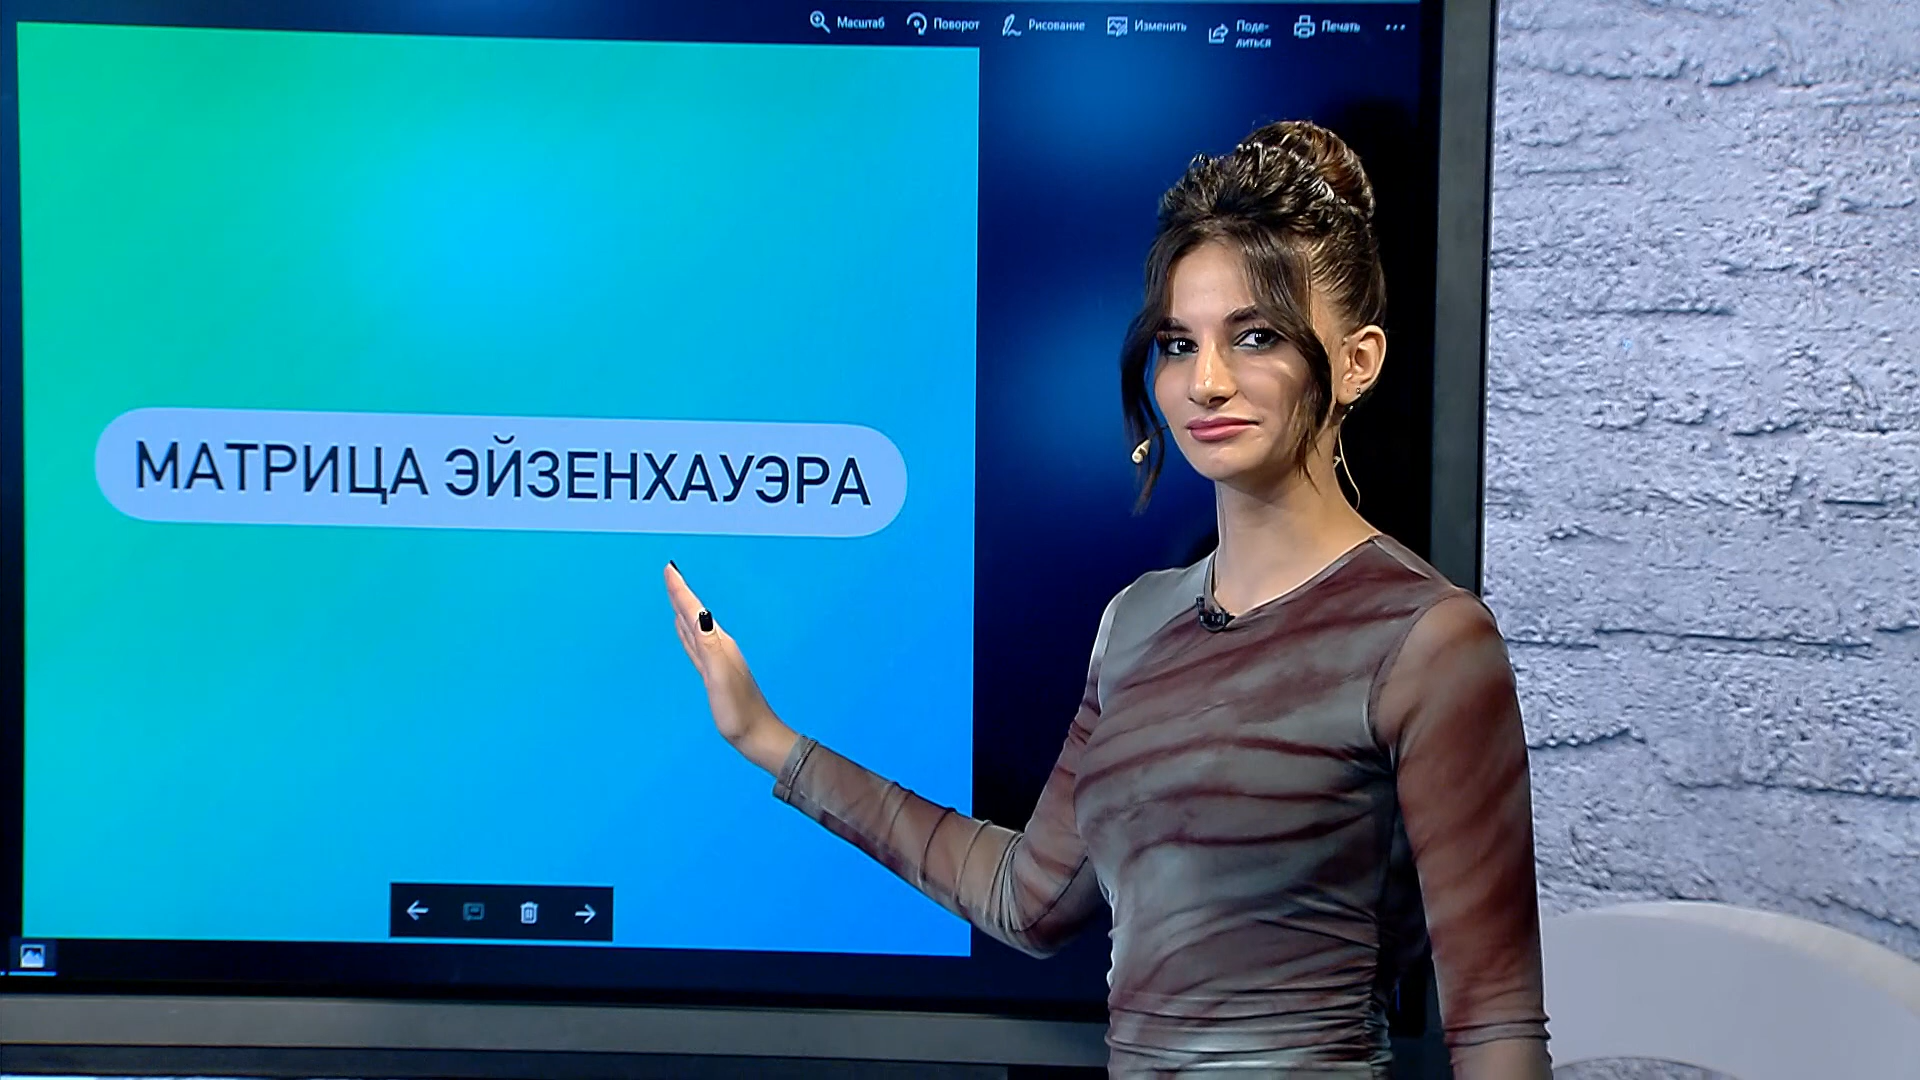 Масштаб
Поворот
Рисование
Изменить
Поде-
литься
Печать
МАТРИЦА ЭЙЗЕНХАУЭРА